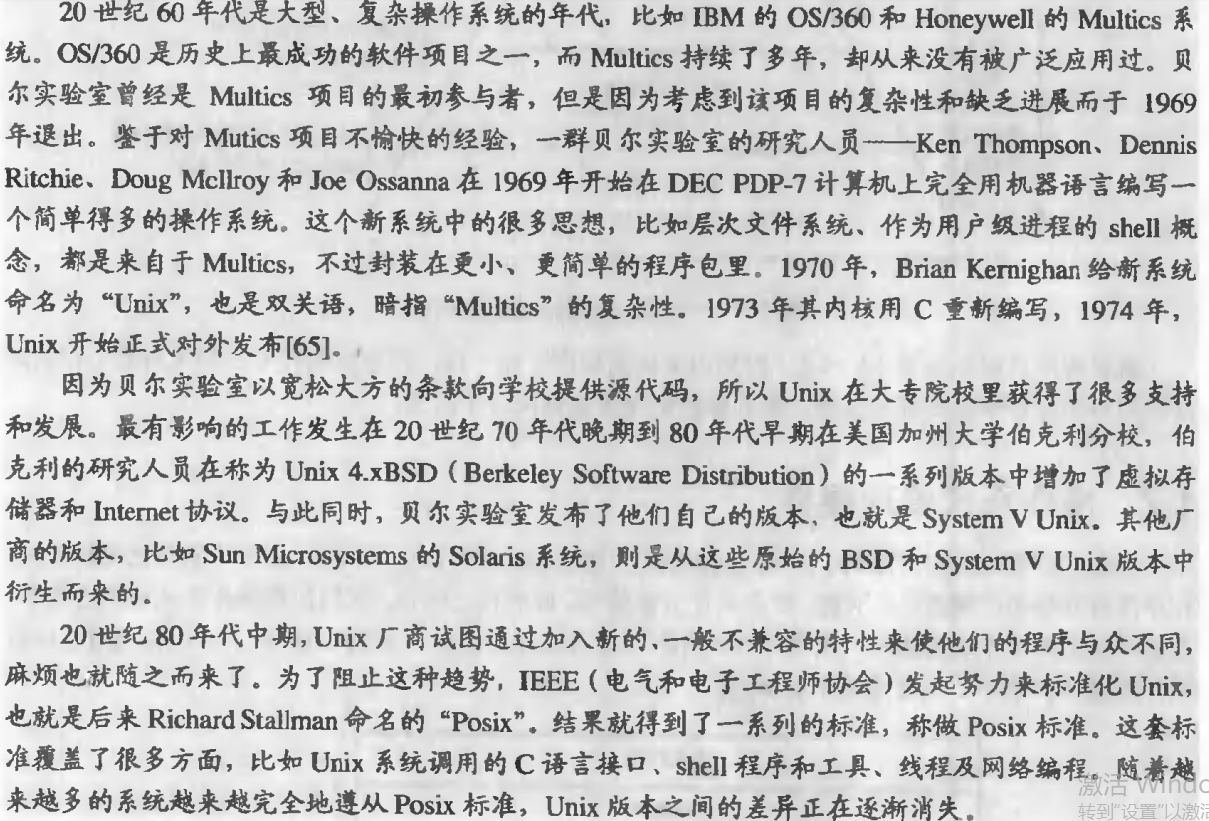 20 世纪 60 年代是大型、复杂操作系统的年代，比如 IBM 的 OS/360 和 Honeywell 的 Multics 系
统。OS/360 是历史上最成功的软件项目之一，而 Multics 持续了多年，却从来没有被广泛应用过。贝
尔实验室曾经是 Multics 项目的最初参与者，但是因为考虑到该项目的复杂性和缺乏进展而于 1969
年退出。鉴于对 Mutics 项目不愉快的经验，一群贝尔实验室的研究人员——Ken Thompson、Dennis
Ritchie、Doug McIlroy 和 Joe Ossanna 在 1969 年开始在 DEC PDP-7 计算机上完全用机器语言编写一
个简单得多的操作系统。这个新系统中的很多思想，比如层次文件系统、作为用户级进程的 shell 概
念，都是来自于 Multics，不过封装在更小、更简单的程序包里。1970 年，Brian Kernighan 给新系统
命名为“Unix”，也是双关语，暗指“Multics”的复杂性。1973 年其内核用 C 重新编写，1974 年，
Unix 开始正式对外发布[65]。
因为贝尔实验室以宽松大方的条款向学校提供源代码，所以 Unix 在大专院校里获得了很多支持
和发展。最有影响的工作发生在 20 世纪 70 年代晚期到 80 年代早期在美国加州大学伯克利分校，伯
克利的研究人员在称为 Unix 4.xBSD（Berkeley Software Distribution）的一系列版本中增加了虚拟存
储器和 Internet 协议。与此同时，贝尔实验室发布了他们自己的版本，也就是 System V Unix。其他厂
商的版本，比如 Sun Microsystems 的 Solaris 系统，则是从这些原始的 BSD 和 System V Unix 版本中
衍生而来的。
20 世纪 80 年代中期，Unix 厂商试图通过加入新的、一般不兼容的特性来使他们的程序与众不同，
麻烦也就随之而来了。为了阻止这种趋势，IEEE（电气和电子工程师协会）发起努力来标准化 Unix，
也就是后来 Richard Stallman 命名的“Posix”。结果就得到了一系列的标准，称做 Posix 标准。这套标
准覆盖了很多方面，比如 Unix 系统调用的 C 语言接口、shell 程序和工具、线程及网络编程。随着越
来越多的系统越来越完全地遵从 Posix 标准，Unix 版本之间的差异正在逐渐消失。
激活 Windo
转到“设置”以激活